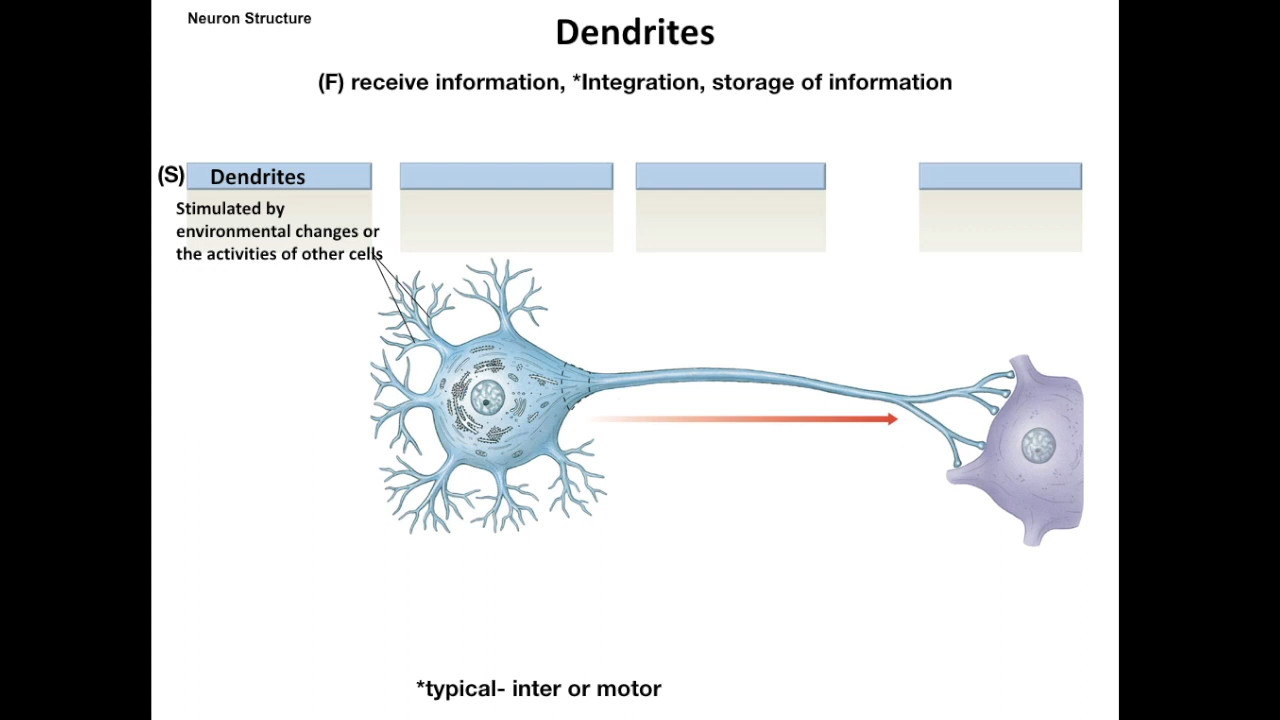 Neuron Structure
Dendrites
(F) receive information, *Integration, storage of information
(S)
Dendrites
Stimulated by
environmental changes or
the activities of other cells
*typical- inter or motor